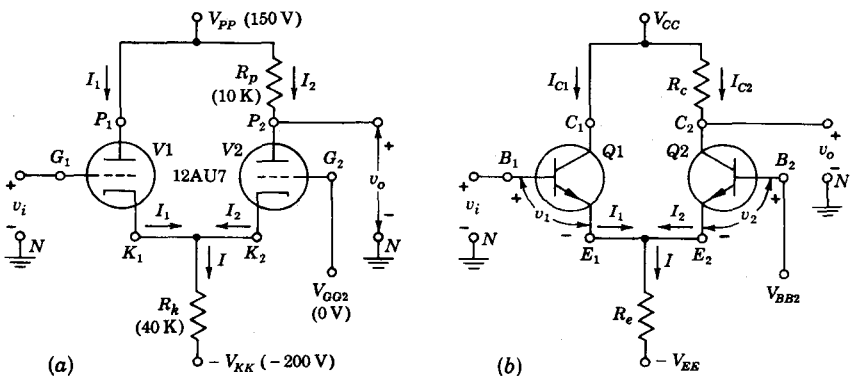 V_PP (150 V)
I_1
R_p
(10 K)
I_2
P_1
P_2
V1
V2
G_1
12AU7
G_2
+
v_i
-
N
I_1
I_2
K_1
K_2
I
+
v_o
-
N
R_k
(40 K)
V_GG2
(0 V)
- V_KK (- 200 V)
(a)
V_CC
I_C1
R_c
I_C2
C_1
C_2
Q1
Q2
B_1
B_2
+
v_i
-
N
+
v_1
-
I_1
I_2
+
v_2
-
E_1
E_2
I
+
v_o
-
N
R_e
V_BB2
- V_EE
(b)